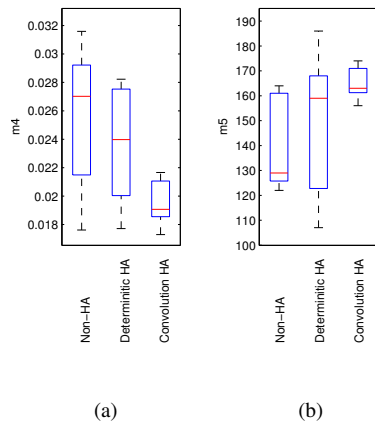 m4
0.034
0.032
0.03
0.028
0.026
0.024
0.022
0.02
0.018
Non-HA
Determinitic HA
Convolution HA
(a)
m5
190
180
170
160
150
140
130
120
110
100
Non-HA
Determinitic HA
Convolution HA
(b)